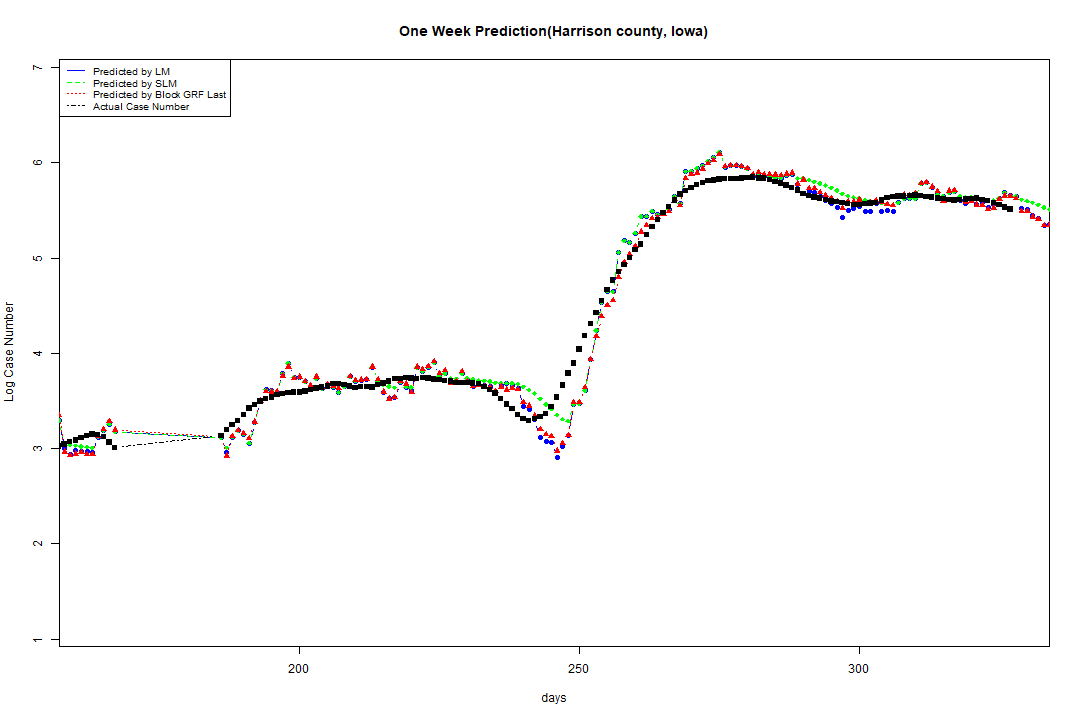 One Week Prediction(Harrison county, Iowa)
Predicted by LM
Predicted by SLM
Predicted by Block GRF Last
Actual Case Number
7
6
5
4
3
2
1
Log Case Number
200
250
300
days